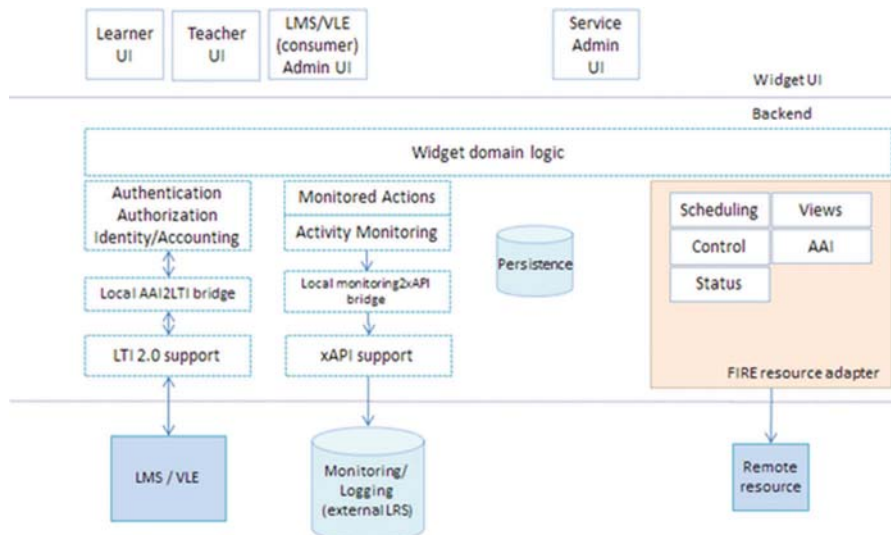 Learner
UI
Teacher
UI
LMS/VLE
(consumer)
Admin UI
Service
Admin
UI
Widget UI
Backend
Widget domain logic
Authentication
Authorization
Identity/Accounting
Monitored Actions
Activity Monitoring
Persistence
Scheduling
Views
Control
AAI
Status
Local AAI2LTI bridge
Local monitoring2xAPI
bridge
LTI 2.0 support
xAPI support
FIRE resource adapter
LMS / VLE
Monitoring/
Logging
(external LRS)
Remote
resource